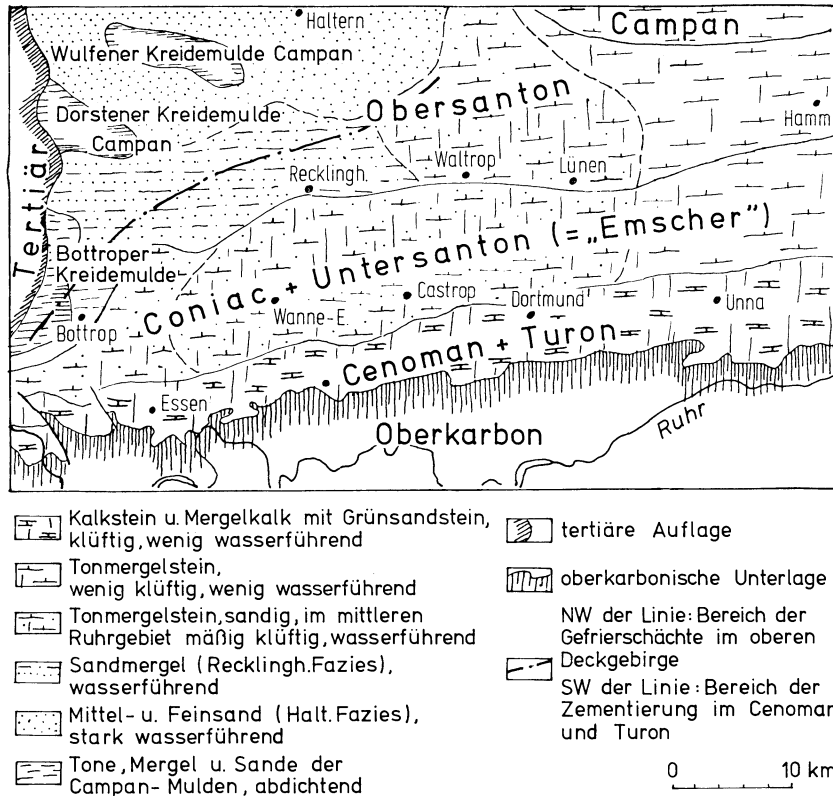 Haltern
Campan
Wulfener Kreidemulde Campan
Dorstener Kreidemulde
Campan
Obersanton
Hamm
Recklingh.
Waltrop
Lünen
Tertiär
Bottroper
Kreidemulde
Coniac + Untersanton (= „Emscher”)
Bottrop
Wanne-E.
Castrop
Dortmund
Unna
Cenoman + Turon
Essen
Oberkarbon
Ruhr
Kalkstein u. Mergelkalk mit Grünsandstein,
klüftig, wenig wasserführend
Tonmergelstein,
wenig klüftig, wenig wasserführend
Tonmergelstein, sandig, im mittleren
Ruhrgebiet mäßig klüftig, wasserführend
Sandmergel (Recklingh. Fazies),
wasserführend
Mittel- u. Feinsand (Halt. Fazies),
stark wasserführend
Tone, Mergel u. Sande der
Campan- Mulden, abdichtend
tertiäre Auflage
oberkarbonische Unterlage
NW der Linie: Bereich der
Gefrierschächte im oberen
Deckgebirge
SW der Linie: Bereich der
Zementierung im Cenoman
und Turon
0 10 km